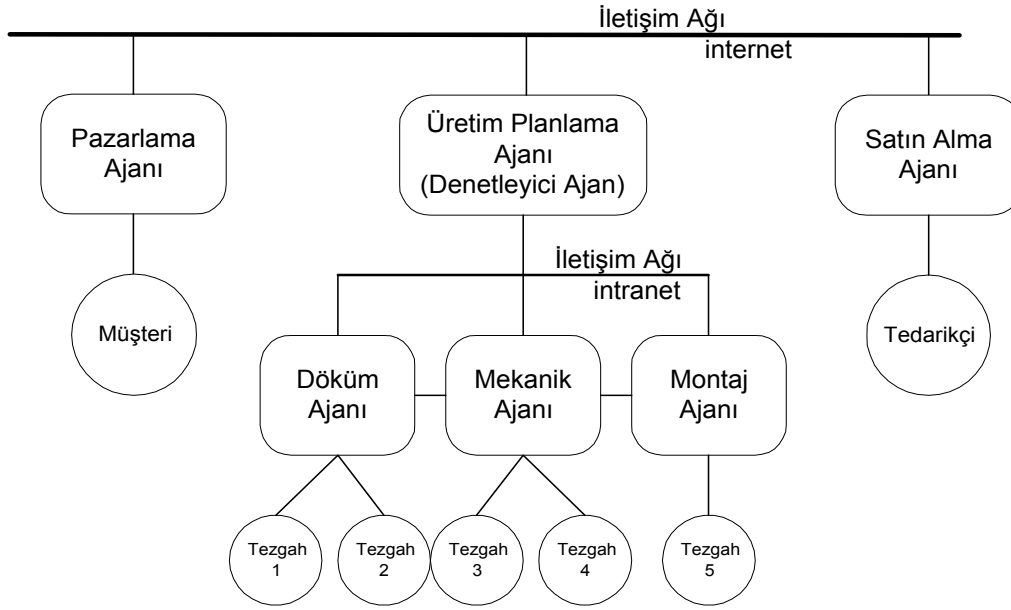 İletişim Ağı
internet
Pazarlama
Ajanı
Üretim Planlama
Ajanı
(Denetleyici Ajan)
Satın Alma
Ajanı
Müşteri
İletişim Ağı
intranet
Tedarikçi
Döküm
Ajanı
Mekanik
Ajanı
Montaj
Ajanı
Tezgah
1
Tezgah
2
Tezgah
3
Tezgah
4
Tezgah
5